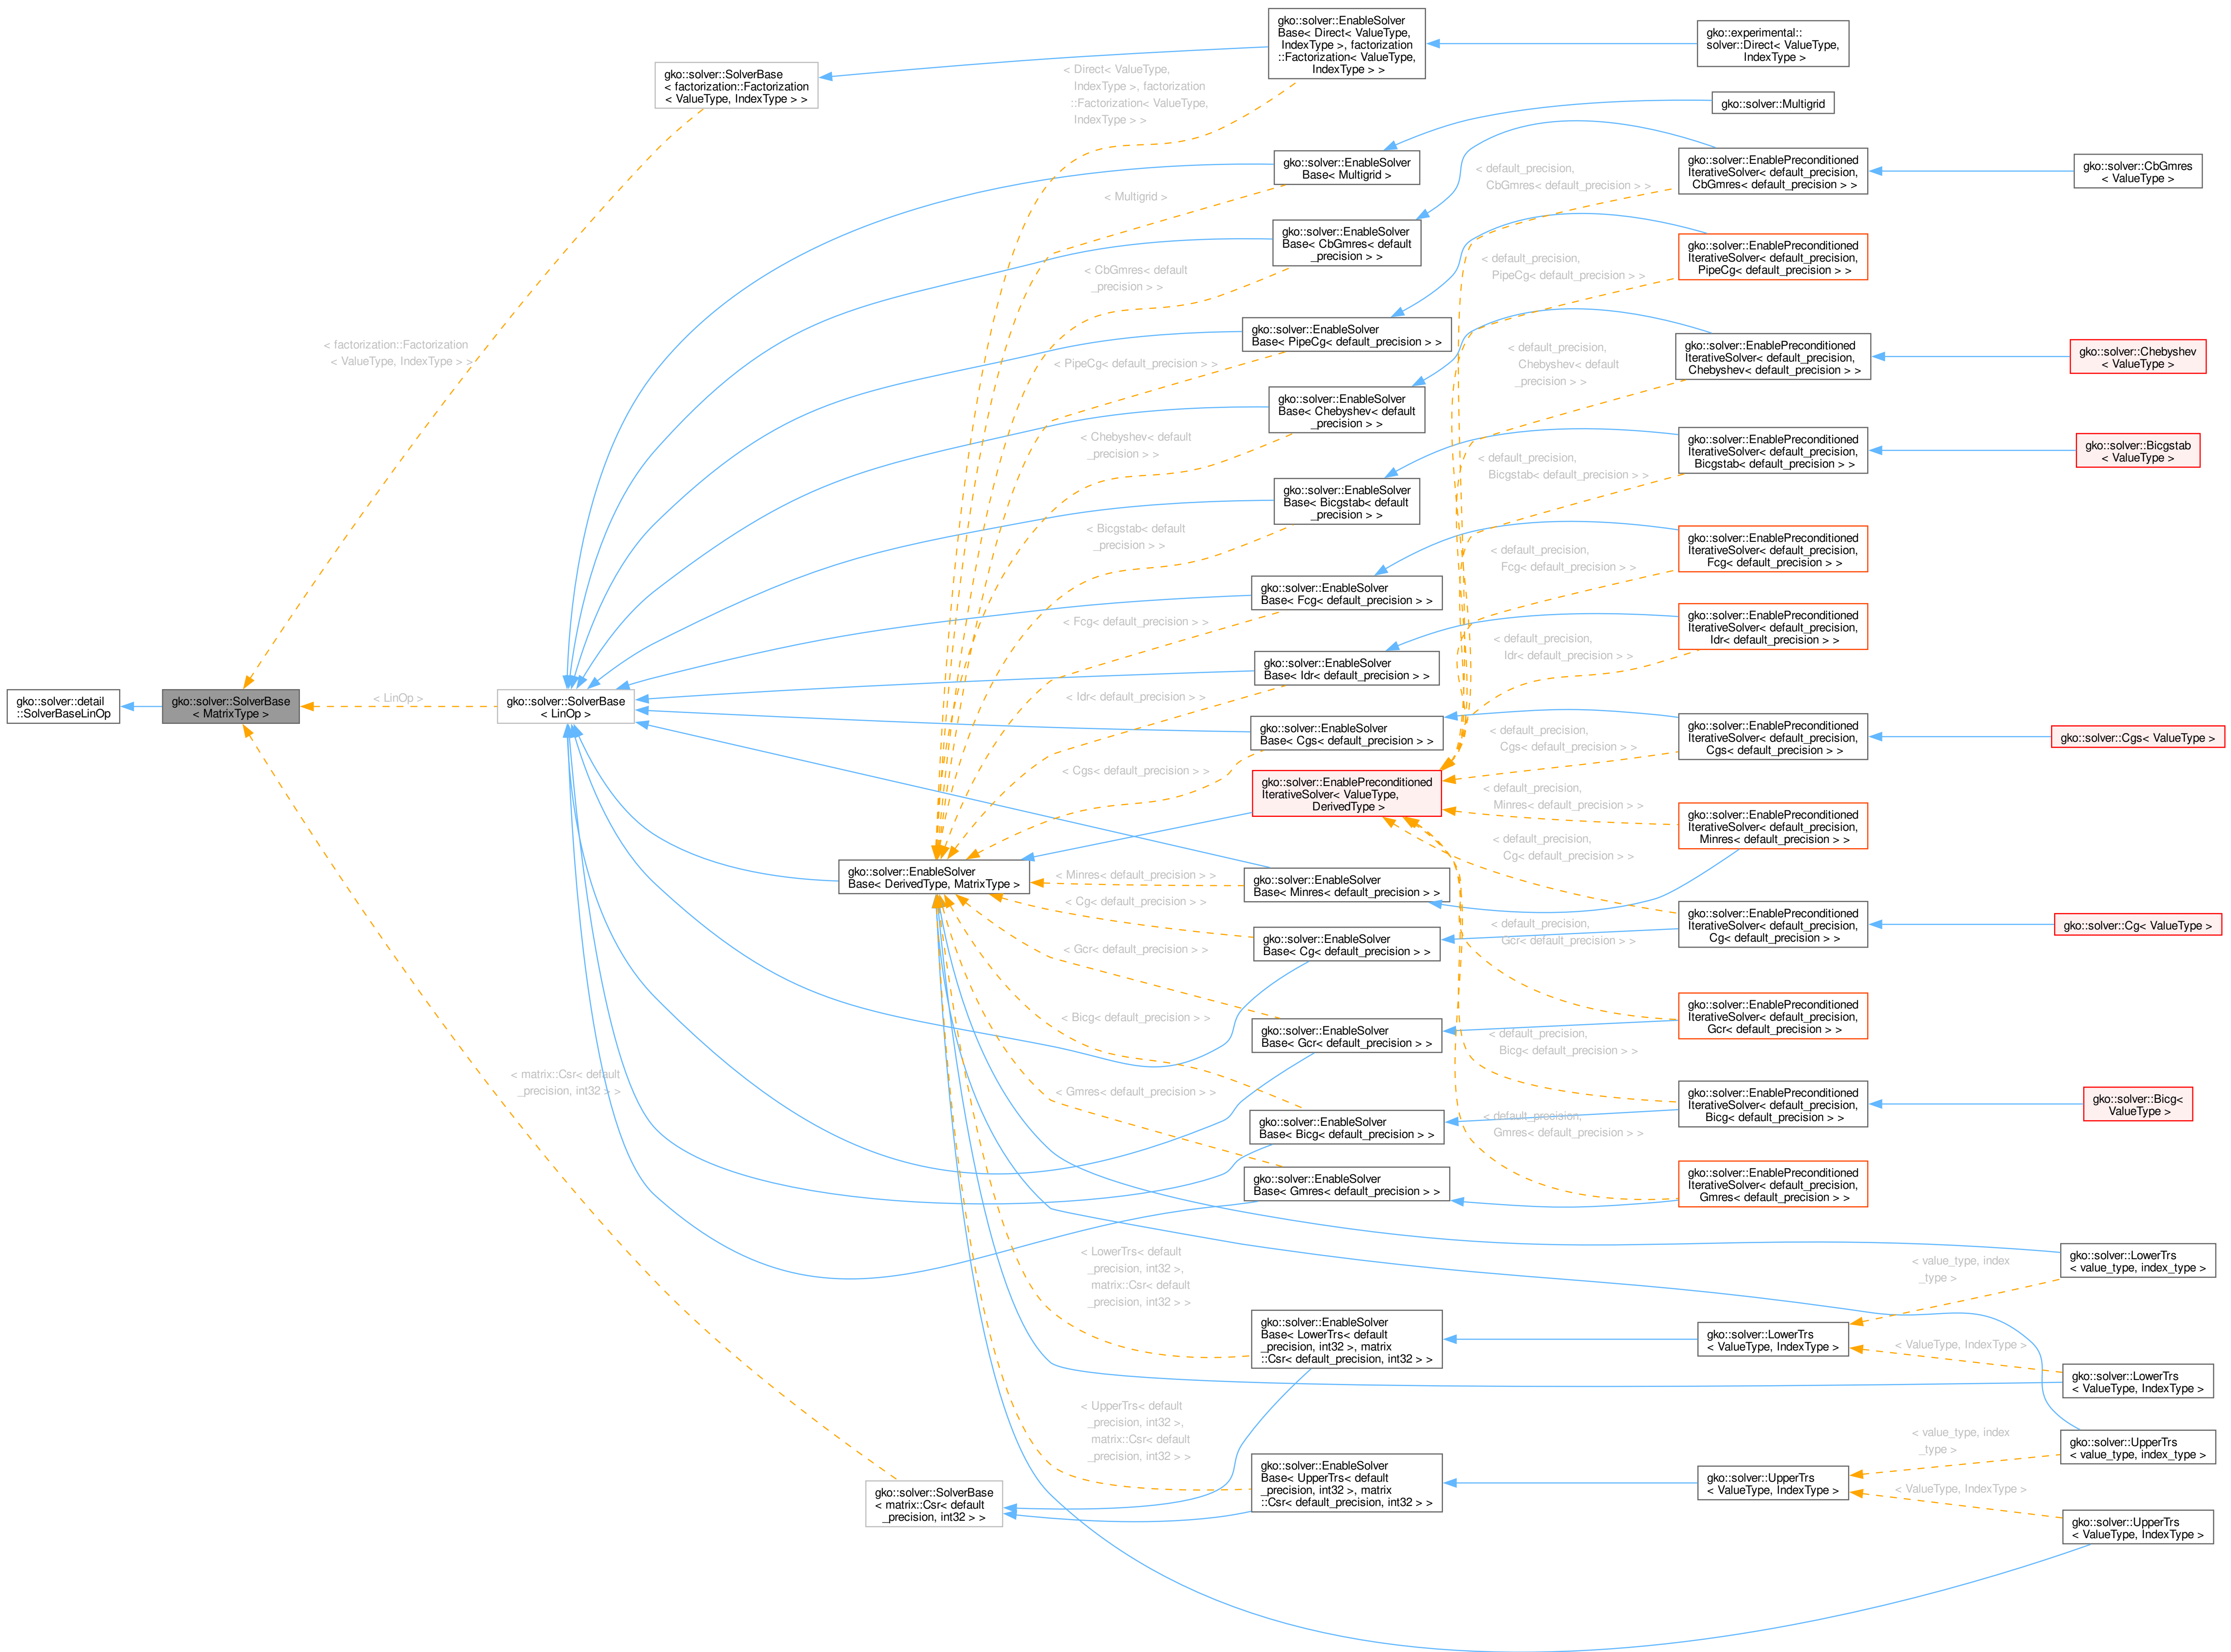 gko::solver::detail
::SolverBaseLinOp
gko::solver::SolverBase
< MatrixType >
< factorization::Factorization
< ValueType, IndexType > >
< LinOp >
< matrix::Csr< default
_precision, int32 > >
gko::solver::SolverBase
< factorization::Factorization
< ValueType, IndexType > >
gko::solver::SolverBase
< LinOp >
gko::solver::SolverBase
< matrix::Csr< default
_precision, int32 > >
gko::solver::EnableSolver
Base< DerivedType, MatrixType >
< Direct< ValueType,
IndexType >, factorization
::Factorization< ValueType,
IndexType > >
< Multigrid >
< CbGmres< default
_precision > >
< PipeCg< default_precision > >
< Chebyshev< default
_precision > >
< Bicgstab< default
_precision > >
< Fcg< default_precision > >
< Idr< default_precision > >
< Cgs< default_precision > >
< Minres< default_precision > >
< Cg< default_precision > >
< Gcr< default_precision > >
< Bicg< default_precision > >
< Gmres< default_precision > >
< LowerTrs< default
_precision, int32 >,
matrix::Csr< default
_precision, int32 > >
< UpperTrs< default
_precision, int32 >,
matrix::Csr< default
_precision, int32 > >
gko::solver::EnableSolver
Base< Direct< ValueType,
IndexType >, factorization
::Factorization< ValueType,
IndexType > >
gko::solver::EnableSolver
Base< Multigrid >
gko::solver::EnableSolver
Base< CbGmres< default
_precision > >
gko::solver::EnableSolver
Base< PipeCg< default_precision > >
gko::solver::EnableSolver
Base< Chebyshev< default
_precision > >
gko::solver::EnableSolver
Base< Bicgstab< default
_precision > >
gko::solver::EnableSolver
Base< Fcg< default_precision > >
gko::solver::EnableSolver
Base< Idr< default_precision > >
gko::solver::EnableSolver
Base< Cgs< default_precision > >
gko::solver::EnablePreconditioned
IterativeSolver< ValueType,
DerivedType >
gko::solver::EnableSolver
Base< Minres< default_precision > >
gko::solver::EnableSolver
Base< Cg< default_precision > >
gko::solver::EnableSolver
Base< Gcr< default_precision > >
gko::solver::EnableSolver
Base< Bicg< default_precision > >
gko::solver::EnableSolver
Base< Gmres< default_precision > >
gko::solver::EnableSolver
Base< LowerTrs< default
_precision, int32 >, matrix
::Csr< default_precision, int32 > >
gko::solver::EnableSolver
Base< UpperTrs< default
_precision, int32 >, matrix
::Csr< default_precision, int32 > >
< default_precision,
CbGmres< default_precision > >
< default_precision,
PipeCg< default_precision > >
< default_precision,
Chebyshev< default
_precision > >
< default_precision,
Bicgstab< default_precision > >
< default_precision,
Fcg< default_precision > >
< default_precision,
Idr< default_precision > >
< default_precision,
Cgs< default_precision > >
< default_precision,
Minres< default_precision > >
< default_precision,
Cg< default_precision > >
< default_precision,
Gcr< default_precision > >
< default_precision,
Bicg< default_precision > >
< default_precision,
Gmres< default_precision > >
gko::experimental::
solver::Direct< ValueType,
IndexType >
gko::solver::Multigrid
gko::solver::EnablePreconditioned
IterativeSolver< default_precision,
CbGmres< default_precision > >
gko::solver::EnablePreconditioned
IterativeSolver< default_precision,
PipeCg< default_precision > >
gko::solver::EnablePreconditioned
IterativeSolver< default_precision,
Chebyshev< default_precision > >
gko::solver::EnablePreconditioned
IterativeSolver< default_precision,
Bicgstab< default_precision > >
gko::solver::EnablePreconditioned
IterativeSolver< default_precision,
Fcg< default_precision > >
gko::solver::EnablePreconditioned
IterativeSolver< default_precision,
Idr< default_precision > >
gko::solver::EnablePreconditioned
IterativeSolver< default_precision,
Cgs< default_precision > >
gko::solver::EnablePreconditioned
IterativeSolver< default_precision,
Minres< default_precision > >
gko::solver::EnablePreconditioned
IterativeSolver< default_precision,
Cg< default_precision > >
gko::solver::EnablePreconditioned
IterativeSolver< default_precision,
Gcr< default_precision > >
gko::solver::EnablePreconditioned
IterativeSolver< default_precision,
Bicg< default_precision > >
gko::solver::EnablePreconditioned
IterativeSolver< default_precision,
Gmres< default_precision > >
gko::solver::LowerTrs
< ValueType, IndexType >
gko::solver::UpperTrs
< ValueType, IndexType >
< value_type, index
_type >
< ValueType, IndexType >
< value_type, index
_type >
< ValueType, IndexType >
gko::solver::CbGmres
< ValueType >
gko::solver::Chebyshev
< ValueType >
gko::solver::Bicgstab
< ValueType >
gko::solver::Cgs< ValueType >
gko::solver::Cg< ValueType >
gko::solver::Bicg<
ValueType >
gko::solver::LowerTrs
< value_type, index_type >
gko::solver::LowerTrs
< ValueType, IndexType >
gko::solver::UpperTrs
< value_type, index_type >
gko::solver::UpperTrs
< ValueType, IndexType >